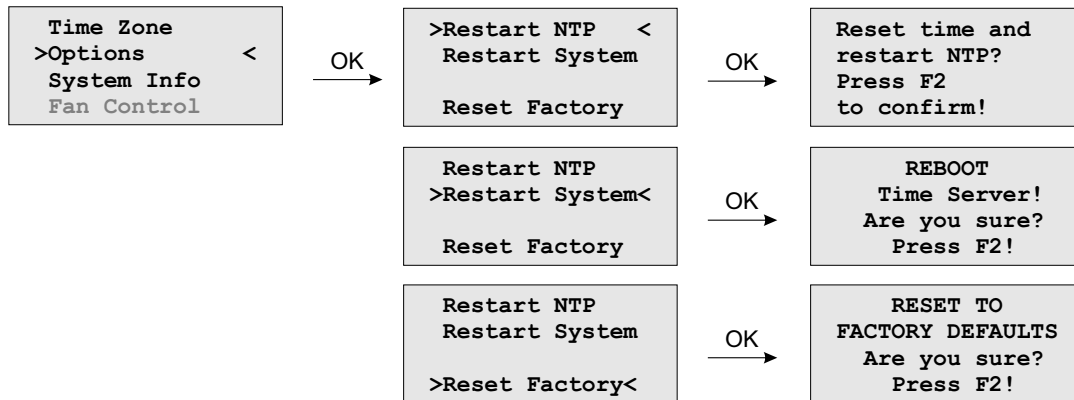 Time Zone
>Options <
System Info
Fan Control
OK
>Restart NTP <
Restart System
Reset Factory
OK
Reset time and
restart NTP?
Press F2
to confirm!
Restart NTP
>Restart System<
Reset Factory
OK
REBOOT
Time Server!
Are you sure?
Press F2!
Restart NTP
Restart System
>Reset Factory<
OK
RESET TO
FACTORY DEFAULTS
Are you sure?
Press F2!